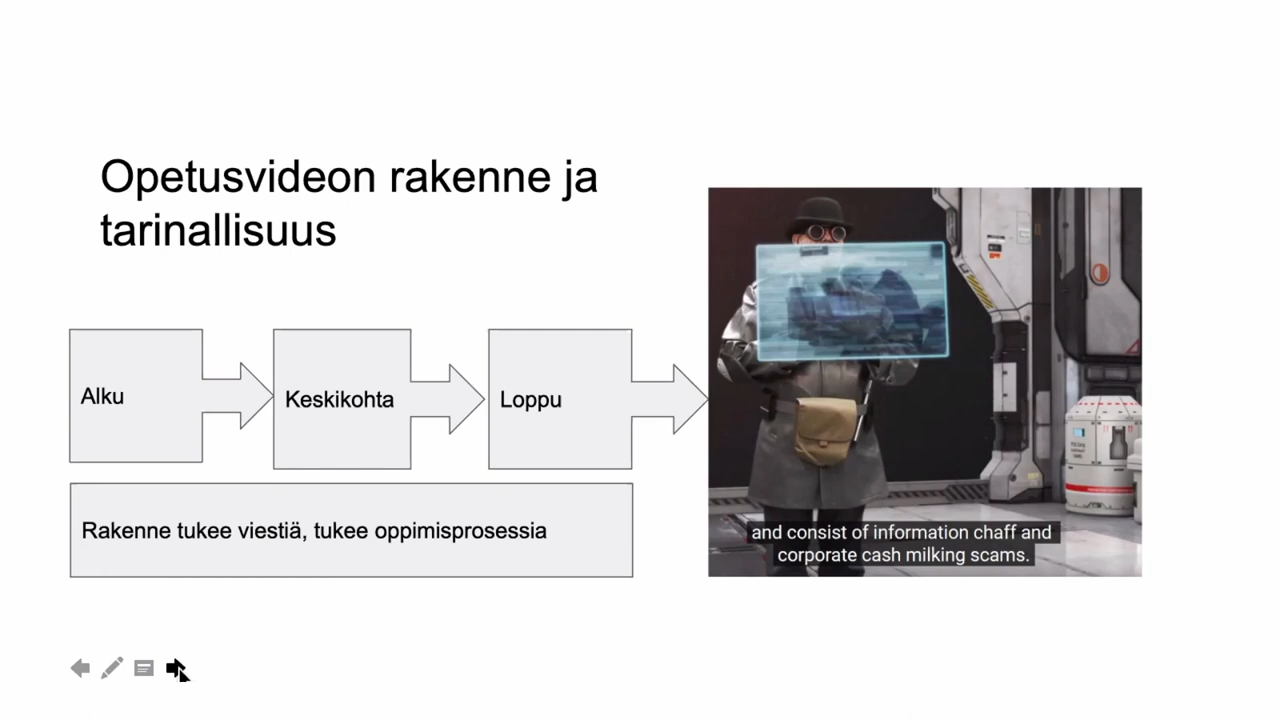 Opetusvideon rakenne ja
tarinallisuus
Alku
Keskikohta
Loppu
Rakenne tukee viestiä, tukee oppimisprosessia
and consist of information chaff and
corporate cash milking scams.